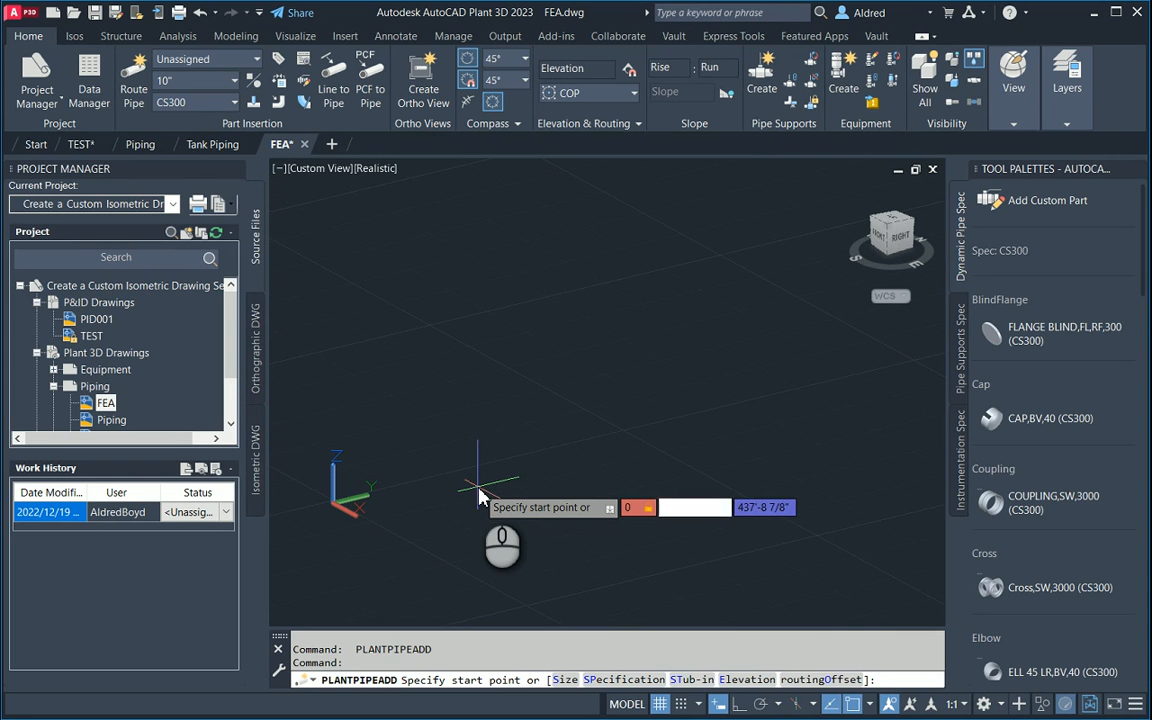 A P3D Share Autodesk AutoCAD Plant 3D 2023 FEA.dwg Type a keyword or phrase Aldred
Home Isos Structure Analysis Modeling Visualize Insert Annotate Manage Output Add-ins Collaborate Vault Express Tools Featured Apps Vault
Project Manager
Data Manager
Route Pipe
Unassigned
10"
CS300
Line to Pipe
PCF to Pipe
PCF
Create Ortho View
45°
45°
Elevation
COP
Rise : Run
Slope
Create
Create
Show All
View
Layers
Project Part Insertion Ortho Views Compass Elevation & Routing Slope Pipe Supports Equipment Visibility
Start TEST* Piping Tank Piping FEA*
PROJECT MANAGER
Current Project:
Create a Custom Isometric Dr
Project
Search
Create a Custom Isometric Drawing Se
P&ID Drawings
PID001
TEST
Plant 3D Drawings
Equipment
Piping
FEA
Piping
Source Files
Orthographic DWG
Isometric DWG
Work History
Date Modifi... User Status
2022/12/19 ... AldredBoyd <Unassig...
[−][Custom View][Realistic]
FRONT RIGHT
S E
WCS
Z
Y
X
Specify start point or 0 437'-8 7/8"
Command: PLANTPIPEADD
Command:
PLANTPIPEADD Specify start point or [Size SPecification STub-in Elevation routingOffset]:
TOOL PALETTES - AUTOCA...
Dynamic Pipe Spec
Pipe Supports Spec
Instrumentation Spec
Add Custom Part
Spec: CS300
BlindFlange
FLANGE BLIND,FL,RF,300
(CS300)
Cap
CAP,BV,40 (CS300)
Coupling
COUPLING,SW,3000
(CS300)
Cross
Cross,SW,3000 (CS300)
Elbow
ELL 45 LR,BV,40 (CS300)
MODEL 1:1